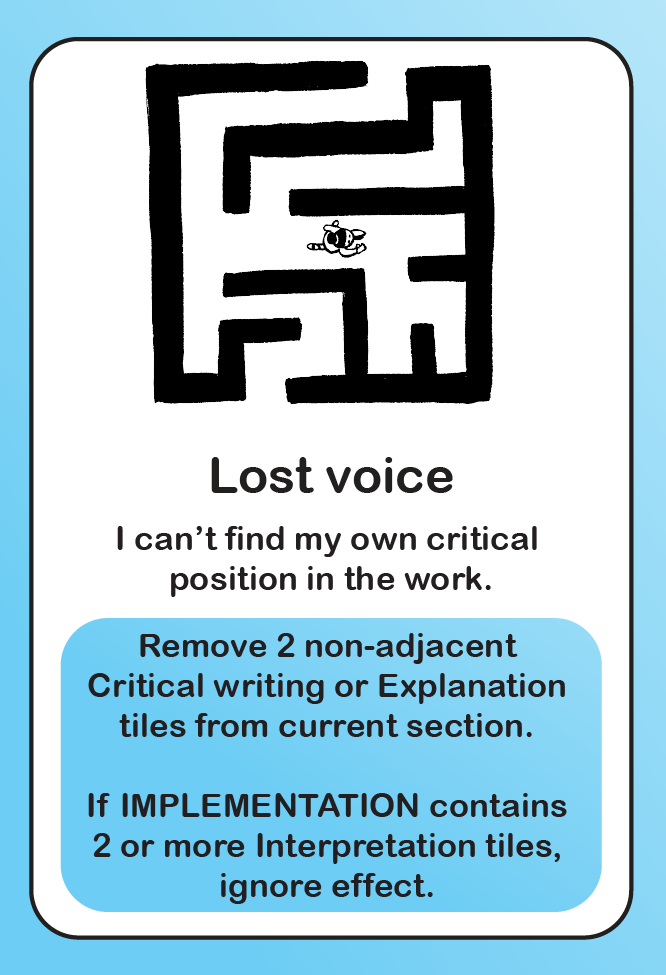 Lost voice
I can’t find my own critical
position in the work.
Remove 2 non-adjacent
Critical writing or Explanation
tiles from current section.
If IMPLEMENTATION contains
2 or more Interpretation tiles,
ignore effect.